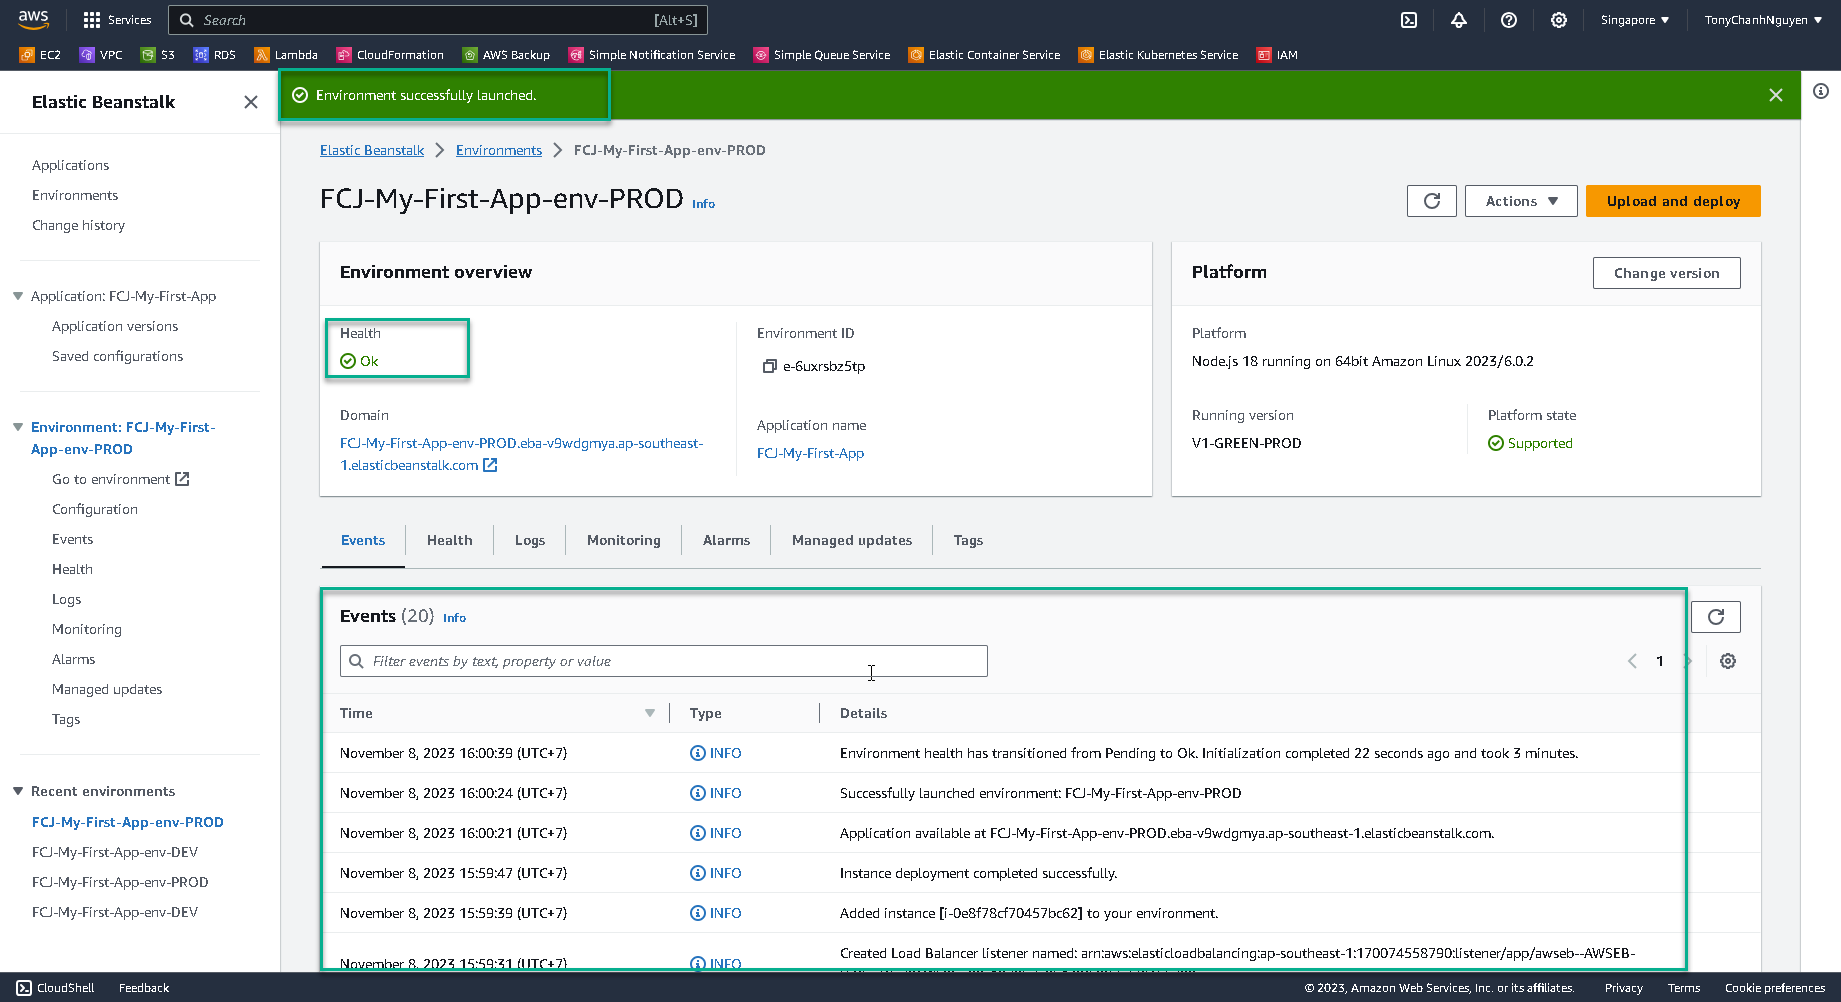 aws
Services
Search
[Alt+S]
Singapore ▼
TonyChanhNguyen ▼
EC2
VPC
S3
RDS
Lambda
CloudFormation
AWS Backup
Simple Notification Service
Simple Queue Service
Elastic Container Service
Elastic Kubernetes Service
IAM
Elastic Beanstalk
Applications
Environments
Change history
Application: FCJ-My-First-App
Application versions
Saved configurations
Environment: FCJ-My-First-
App-env-PROD
Go to environment
Configuration
Events
Health
Logs
Monitoring
Alarms
Managed updates
Tags
Recent environments
FCJ-My-First-App-env-PROD
FCJ-My-First-App-env-DEV
FCJ-My-First-App-env-PROD
FCJ-My-First-App-env-DEV
Environment successfully launched.
Elastic Beanstalk > Environments > FCJ-My-First-App-env-PROD
FCJ-My-First-App-env-PROD Info
Actions ▼
Upload and deploy
Environment overview
Health
Ok
Domain
FCJ-My-First-App-env-PROD.eba-v9wdgmya.ap-southeast-
1.elasticbeanstalk.com
Environment ID
e-6uxrsbz5tp
Application name
FCJ-My-First-App
Platform
Change version
Platform
Node.js 18 running on 64bit Amazon Linux 2023/6.0.2
Running version
V1-GREEN-PROD
Platform state
Supported
Events
Health
Logs
Monitoring
Alarms
Managed updates
Tags
Events (20) Info
Filter events by text, property or value
1
Time
Type
Details
November 8, 2023 16:00:39 (UTC+7) INFO Environment health has transitioned from Pending to Ok. Initialization completed 22 seconds ago and took 3 minutes.
November 8, 2023 16:00:24 (UTC+7) INFO Successfully launched environment: FCJ-My-First-App-env-PROD
November 8, 2023 16:00:21 (UTC+7) INFO Application available at FCJ-My-First-App-env-PROD.eba-v9wdgmya.ap-southeast-1.elasticbeanstalk.com.
November 8, 2023 15:59:47 (UTC+7) INFO Instance deployment completed successfully.
November 8, 2023 15:59:39 (UTC+7) INFO Added instance [i-0e8f78cf70457bc62] to your environment.
November 8, 2023 15:59:31 (UTC+7) INFO Created Load Balancer listener named: arn:aws:elasticloadbalancing:ap-southeast-1:170074558790:listener/app/awseb--AWSEB-
CloudShell
Feedback
© 2023, Amazon Web Services, Inc. or its affiliates.
Privacy
Terms
Cookie preferences